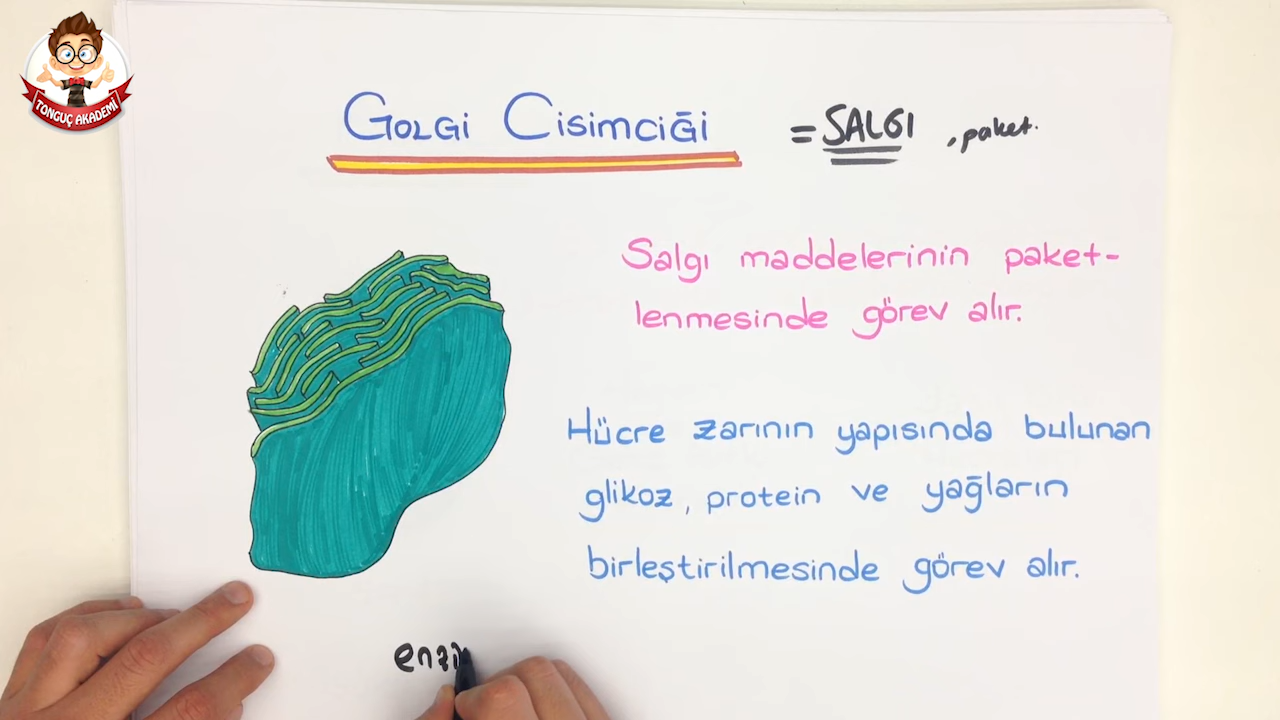 TONGUÇ AKADEMİ
Golgi Cisimciği = SALGI , paket.
Salgı maddelerinin paket-
lenmesinde görev alır.
Hücre zarının yapısında bulunan
glikoz, protein ve yağların
birleştirilmesinde görev alır.
enzi